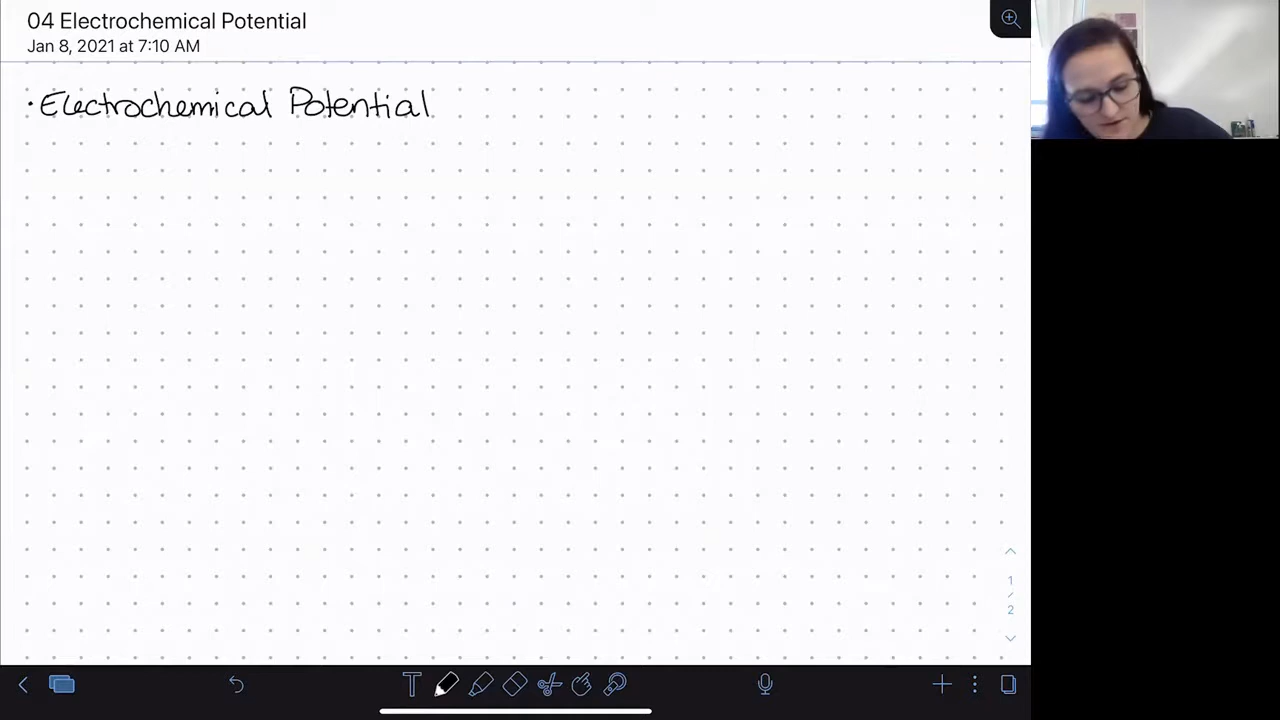 04 Electrochemical Potential
Jan 8, 2021 at 7:10 AM
· Electrochemical Potential
1
/
2
T